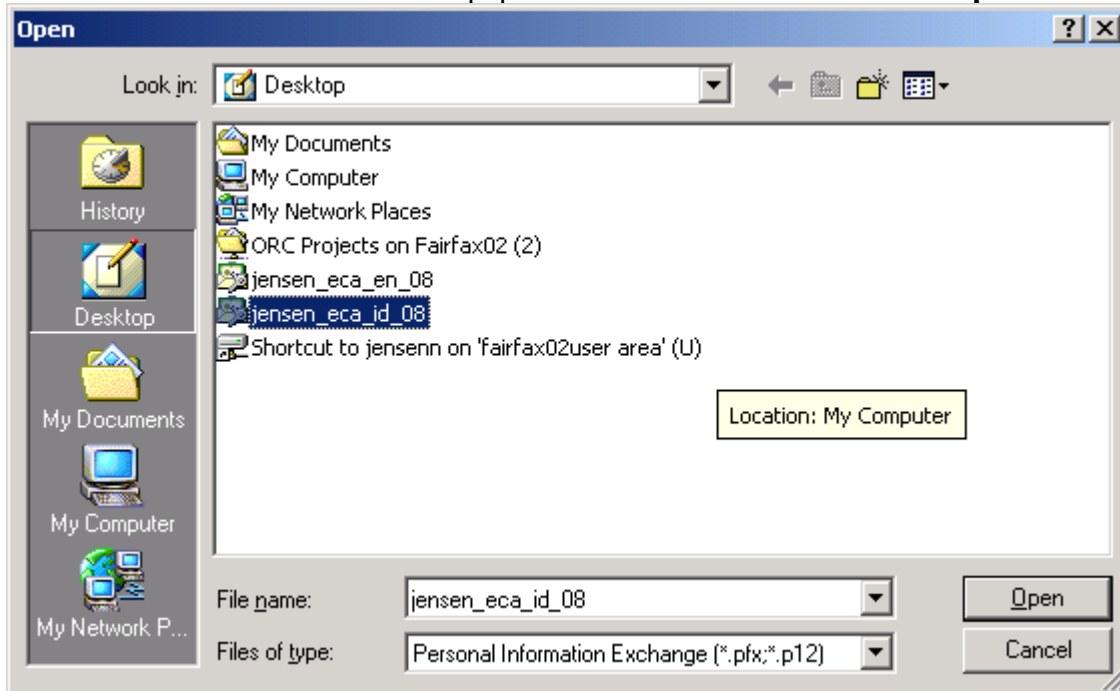 Open
Look in:
Desktop
History
Desktop
My Documents
My Computer
My Network P...
My Documents
My Computer
My Network Places
ORC Projects on Fairfax02 (2)
jensen_eca_en_08
jensen_eca_id_08
Shortcut to jensenn on 'fairfax02user area' (U)
Location: My Computer
File name:
jensen_eca_id_08
Open
Files of type:
Personal Information Exchange (*.pfx;*.p12)
Cancel